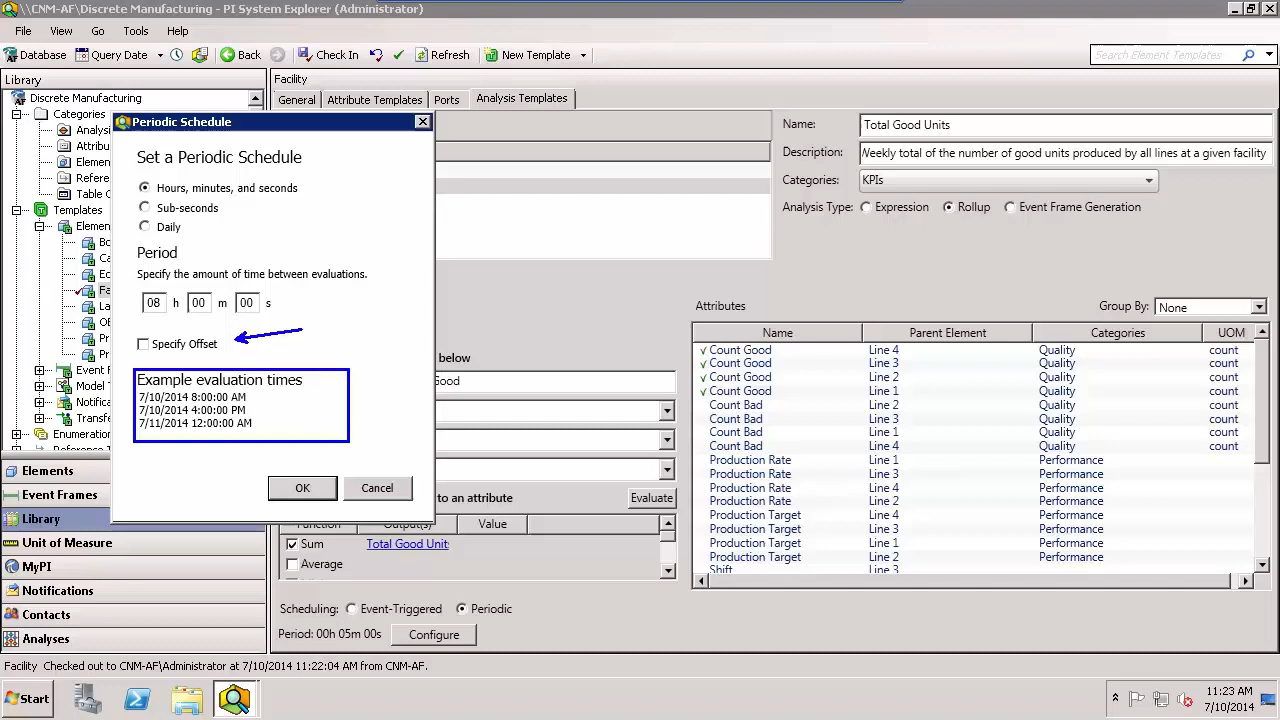 \\CNM-AF\Discrete Manufacturing - PI System Explorer (Administrator)
File View Go Tools Help
Database Query Date Back Check In Refresh New Template Search Element Templates
Library
Discrete Manufacturing
Categories
Analysi
Attribu
Elemen
Refere
Table C
Templates
Elemen
Bo
Ca
Ec
Fa
La
Ol
Pr
Pr
Event F
Model T
Notifica
Transfe
Enumeration
Elements
Event Frames
Library
Unit of Measure
MyPI
Notifications
Contacts
Analyses
Periodic Schedule
Set a Periodic Schedule
Hours, minutes, and seconds
Sub-seconds
Daily
Period
Specify the amount of time between evaluations.
08 h 00 m 00 s
Specify Offset
Example evaluation times
7/10/2014 8:00:00 AM
7/10/2014 4:00:00 PM
7/11/2014 12:00:00 AM
OK Cancel
Facility
General Attribute Templates Ports Analysis Templates
Name: Total Good Units
Description: Weekly total of the number of good units produced by all lines at a given facility
Categories: KPIs
Analysis Type: Expression Rollup Event Frame Generation
below
Good
to an attribute Evaluate
Function Output(s) Value
Sum Total Good Units
Average
Scheduling: Event-Triggered Periodic
Period: 00h 05m 00s Configure
Attributes Group By: None
Name Parent Element Categories UOM
Count Good Line 4 Quality count
Count Good Line 3 Quality count
Count Good Line 2 Quality count
Count Good Line 1 Quality count
Count Bad Line 2 Quality count
Count Bad Line 3 Quality count
Count Bad Line 1 Quality count
Count Bad Line 4 Quality count
Production Rate Line 1 Performance
Production Rate Line 3 Performance
Production Rate Line 4 Performance
Production Rate Line 2 Performance
Production Target Line 4 Performance
Production Target Line 3 Performance
Production Target Line 1 Performance
Production Target Line 2 Performance
Shift Line 3
Facility Checked out to CNM-AF\Administrator at 7/10/2014 11:22:04 AM from CNM-AF.
Start
11:23 AM
7/10/2014